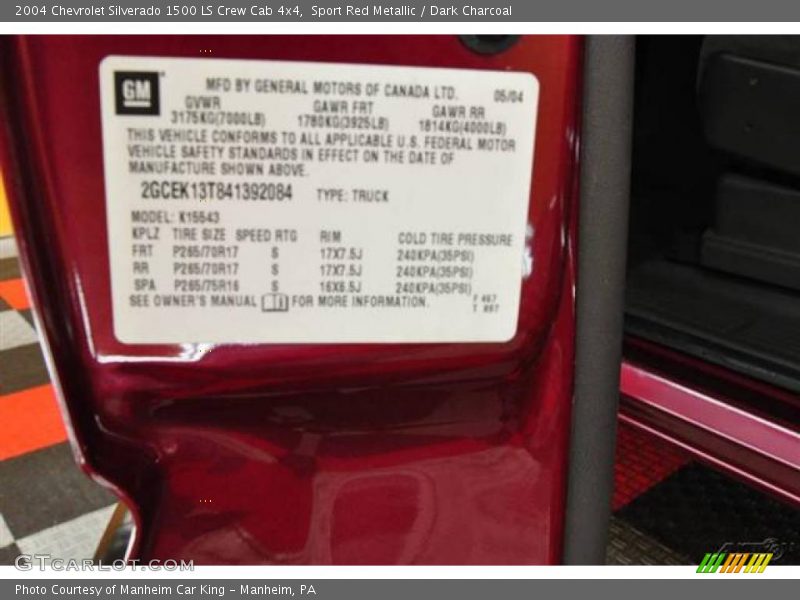 2004 Chevrolet Silverado 1500 LS Crew Cab 4x4,  Sport Red Metallic / Dark Charcoal
GM
MFD BY GENERAL MOTORS OF CANADA LTD. 05/04
GVWR GAWR FRT GAWR RR
3175KG(7000LB) 1780KG(3925LB) 1814KG(4000LB)
THIS VEHICLE CONFORMS TO ALL APPLICABLE U.S. FEDERAL MOTOR
VEHICLE SAFETY STANDARDS IN EFFECT ON THE DATE OF
MANUFACTURE SHOWN ABOVE.
2GCEK13T841392084 TYPE: TRUCK
MODEL: K15543
KPLZ TIRE SIZE SPEED RTG RIM COLD TIRE PRESSURE
FRT P265/70R17 S 17X7.5J 240KPA(35PSI)
RR P265/70R17 S 17X7.5J 240KPA(35PSI)
SPA P265/75R16 S 16X6.5J 240KPA(35PSI)
SEE OWNER'S MANUAL FOR MORE INFORMATION.
GTcarlot.com
Photo Courtesy of Manheim Car King - Manheim, PA